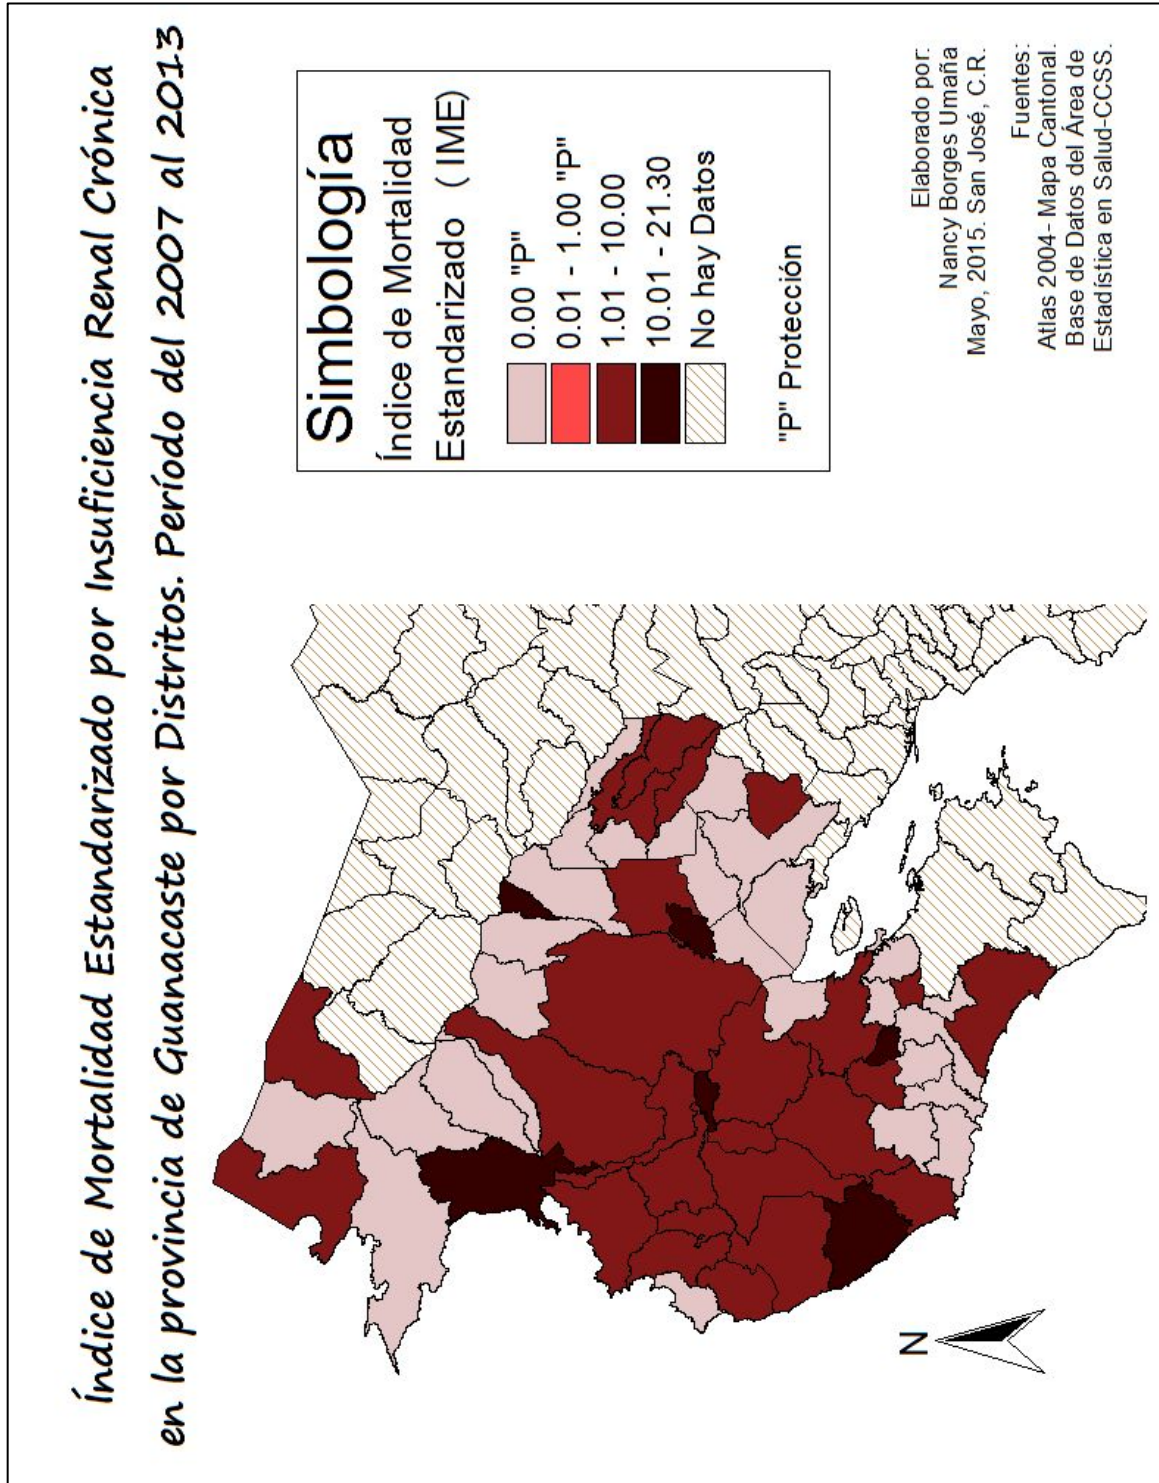 Índice de Mortalidad Estandarizado por Insuficiencia Renal Crónica
en la provincia de Guanacaste por Distritos. Período del 2007 al 2013
Simbología
Índice de Mortalidad
Estandarizado ( IME)
0.00 "P"
0.01 - 1.00 "P"
1.01 - 10.00
10.01 - 21.30
No hay Datos
"P" Protección
N
Elaborado por:
Nancy Borges Umaña
Mayo, 2015. San José, C.R.
Fuentes:
Atlas 2004- Mapa Cantonal.
Base de Datos del Área de
Estadística en Salud-CCSS.